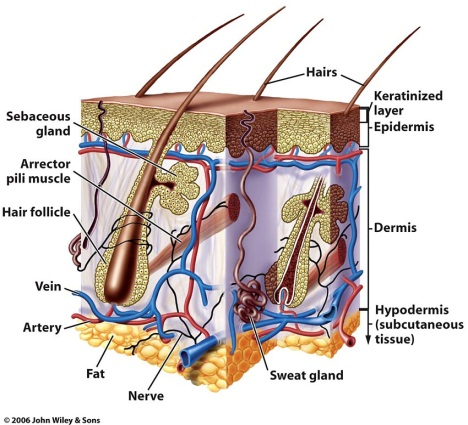 Hairs
Keratinized
layer
Epidermis
Sebaceous
gland
Arrector
pili muscle
Hair follicle
Dermis
Vein
Artery
Hypodermis
(subcutaneous
tissue)
Fat
Nerve
Sweat gland
© 2006 John Wiley & Sons